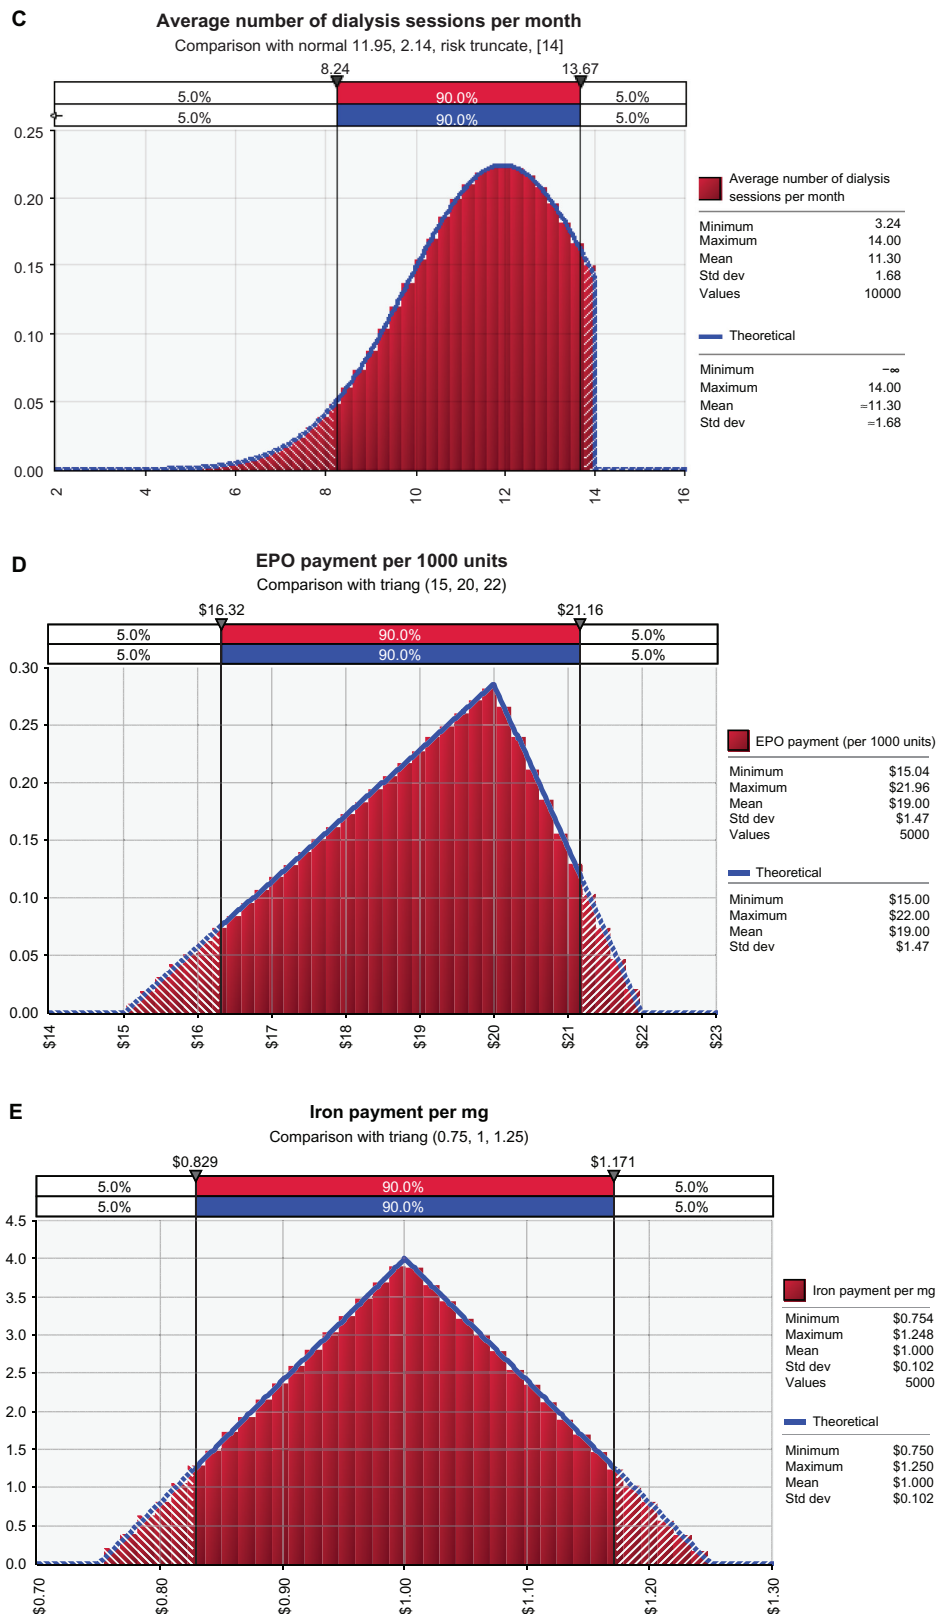 C
Average number of dialysis sessions per month
Comparison with normal 11.95, 2.14, risk truncate, [14]
8.24 13.67
5.0% 90.0% 5.0%
5.0% 90.0% 5.0%
0.25
0.20
0.15
0.10
0.05
0.00
2 4 6 8 10 12 14 16
Average number of dialysis
sessions per month
Minimum 3.24
Maximum 14.00
Mean 11.30
Std dev 1.68
Values 10000
Theoretical
Minimum −∞
Maximum 14.00
Mean ≈11.30
Std dev ≈1.68
D
EPO payment per 1000 units
Comparison with triang (15, 20, 22)
$16.32 $21.16
5.0% 90.0% 5.0%
5.0% 90.0% 5.0%
0.30
0.25
0.20
0.15
0.10
0.05
0.00
$14 $15 $16 $17 $18 $19 $20 $21 $22 $23
EPO payment (per 1000 units)
Minimum $15.04
Maximum $21.96
Mean $19.00
Std dev $1.47
Values 5000
Theoretical
Minimum $15.00
Maximum $22.00
Mean $19.00
Std dev $1.47
E
Iron payment per mg
Comparison with triang (0.75, 1, 1.25)
$0.829 $1.171
5.0% 90.0% 5.0%
5.0% 90.0% 5.0%
4.5
4.0
3.5
3.0
2.5
2.0
1.5
1.0
0.5
0.0
$0.70 $0.80 $0.90 $1.00 $1.10 $1.20 $1.30
Iron payment per mg
Minimum $0.754
Maximum $1.248
Mean $1.000
Std dev $0.102
Values 5000
Theoretical
Minimum $0.750
Maximum $1.250
Mean $1.000
Std dev $0.102